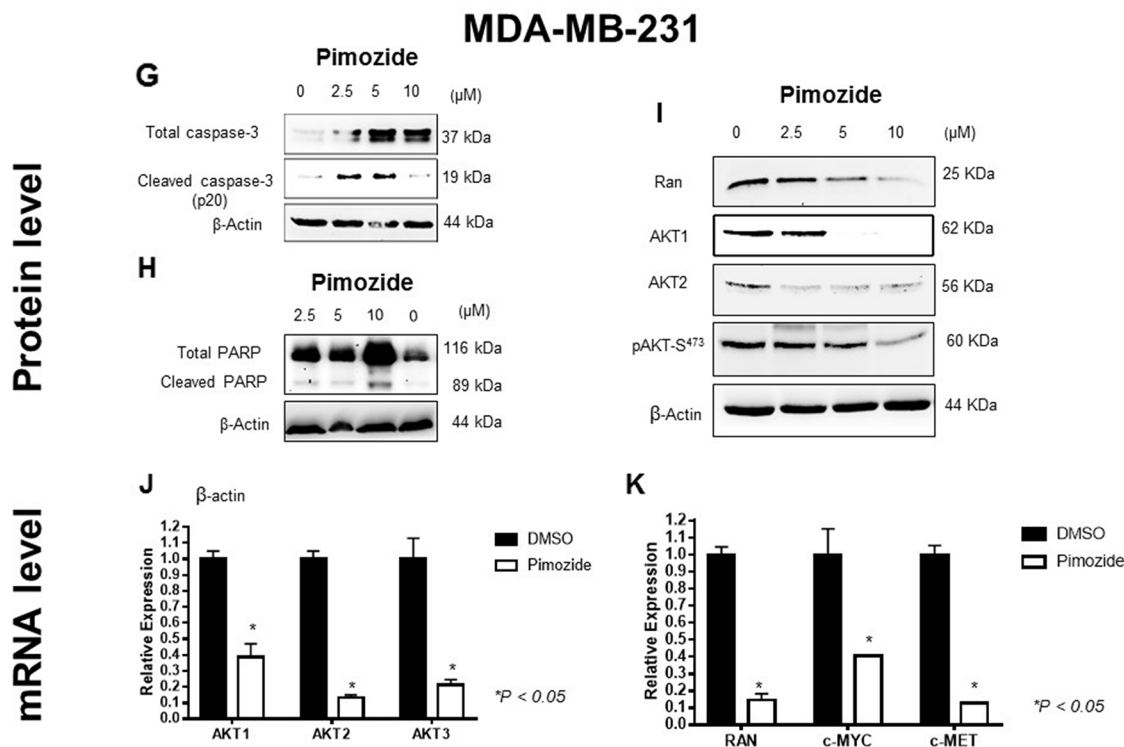 MDA-MB-231
Protein level
G
Pimozide
0 2.5 5 10 (µM)
Total caspase-3 37 kDa
Cleaved caspase-3 19 kDa
(p20)
β-Actin 44 kDa
H
Pimozide
2.5 5 10 0 (µM)
Total PARP 116 kDa
Cleaved PARP 89 kDa
β-Actin 44 kDa
I
Pimozide
0 2.5 5 10 (µM)
Ran 25 KDa
AKT1 62 KDa
AKT2 56 KDa
pAKT-S⁴⁷³ 60 KDa
β-Actin 44 KDa
mRNA level
J
β-actin
Relative Expression
1.2
1.1
1.0
0.9
0.8
0.7
0.6
0.5
0.4
0.3
0.2
0.1
0.0
* * *
AKT1 AKT2 AKT3
DMSO
Pimozide
*P < 0.05
K
Relative Expression
1.2
1.1
1.0
0.9
0.8
0.7
0.6
0.5
0.4
0.3
0.2
0.1
0.0
* * *
RAN c-MYC c-MET
DMSO
Pimozide
*P < 0.05